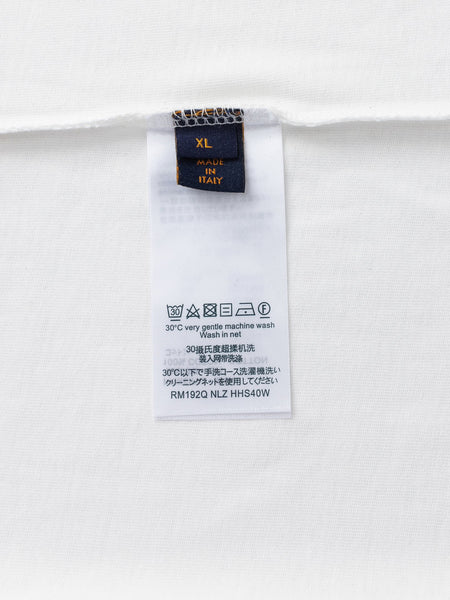 XL
MADE
IN
ITALY
30
F
30°C very gentle machine wash
Wash in net
30摄氏度超揉机洗
装入网带洗涤
30°C以下で手洗コース洗濯機洗い
クリーニングネットを使用してください
RM192Q NLZ HHS40W